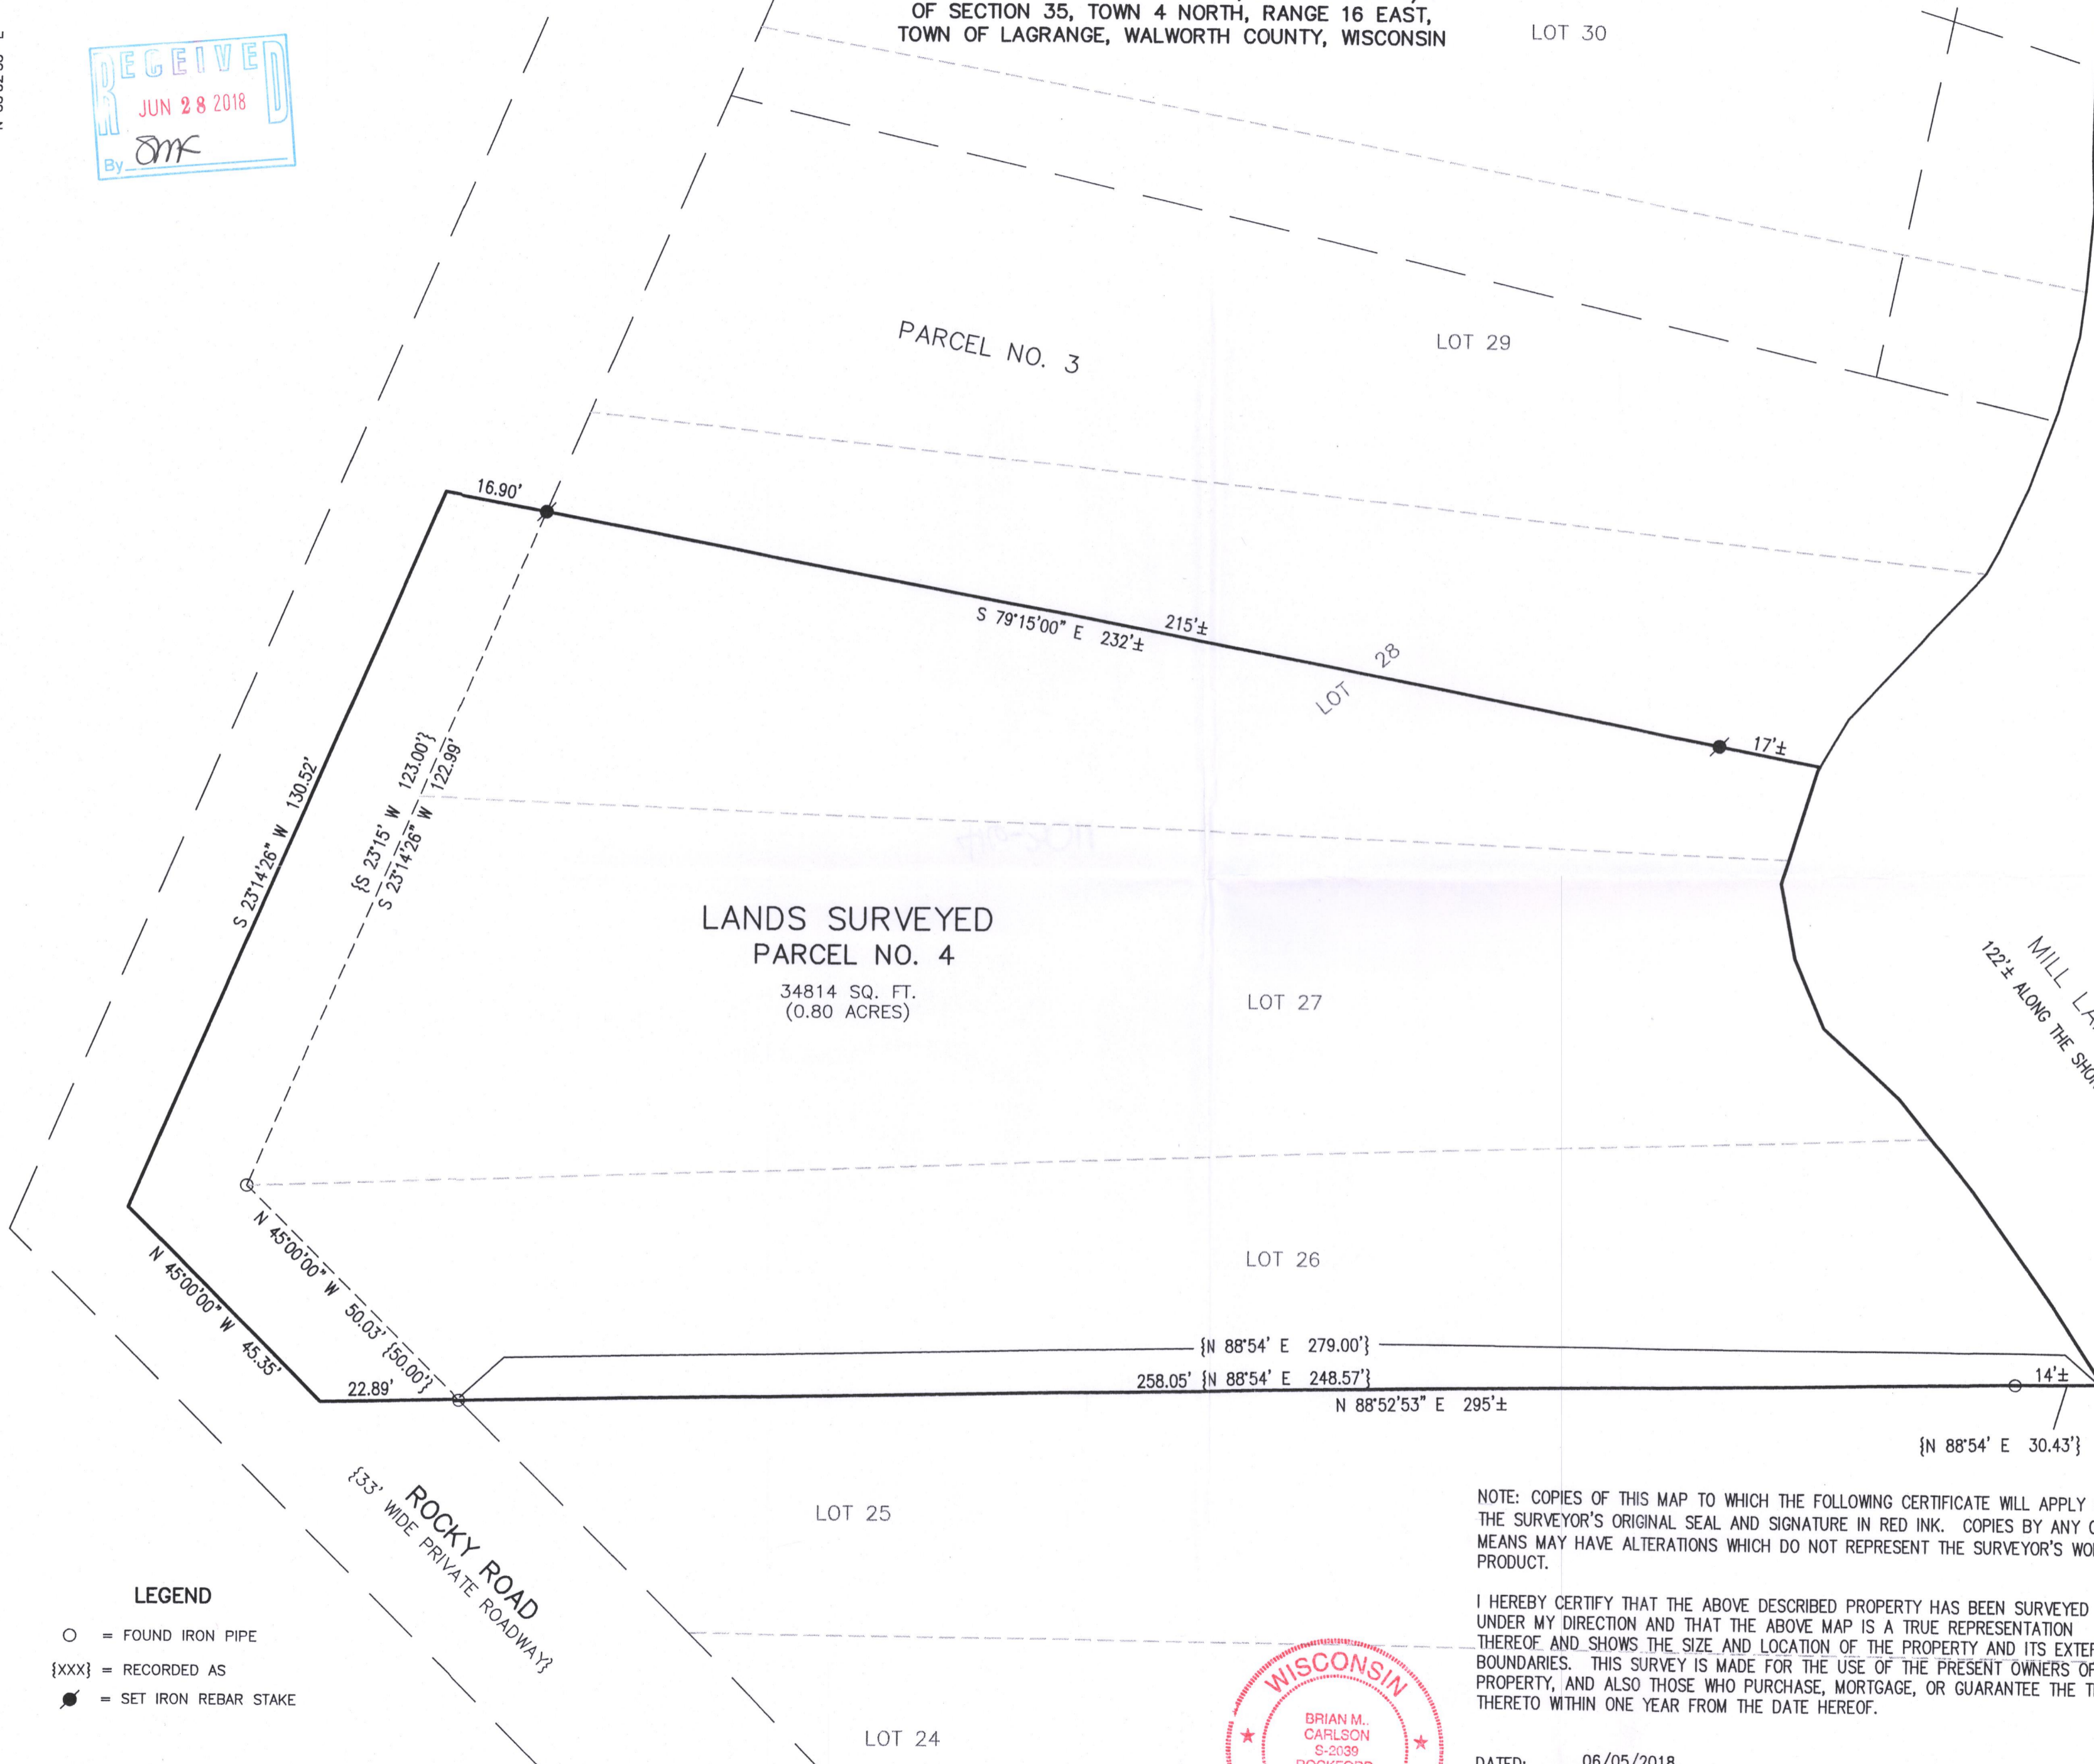 OF SECTION 35, TOWN 4 NORTH, RANGE 16 EAST,
TOWN OF LAGRANGE, WALWORTH COUNTY, WISCONSIN
LOT 30
RECEIVED
JUN 28 2018
By SMK
PARCEL NO. 3
LOT 29
16.90'
S 79°15'00" E 232'±
215'±
LOT 28
17'±
S 23°14'26" W 130.52'
{S 23°15' W 123.00'}
S 23°14'26" W 122.99'
LANDS SURVEYED
PARCEL NO. 4
34814 SQ. FT.
(0.80 ACRES)
LOT 27
MILL
122'± ALONG THE
N 45°00'00" W 50.03' {50.00'}
N 45°00'00" W 45.35'
LOT 26
{N 88°54' E 279.00'}
22.89'
258.05' {N 88°54' E 248.57'}
14'±
N 88°52'53" E 295'±
{N 88°54' E 30.43'}
ROCKY ROAD
{33' WIDE PRIVATE ROADWAY}
LOT 25
LOT 24
LEGEND
= FOUND IRON PIPE
{XXX} = RECORDED AS
= SET IRON REBAR STAKE
NOTE: COPIES OF THIS MAP TO WHICH THE FOLLOWING CERTIFICATE WILL APPLY
THE SURVEYOR'S ORIGINAL SEAL AND SIGNATURE IN RED INK. COPIES BY ANY
MEANS MAY HAVE ALTERATIONS WHICH DO NOT REPRESENT THE SURVEYOR'S
PRODUCT.
I HEREBY CERTIFY THAT THE ABOVE DESCRIBED PROPERTY HAS BEEN SURVEYED
UNDER MY DIRECTION AND THAT THE ABOVE MAP IS A TRUE REPRESENTATION
THEREOF AND SHOWS THE SIZE AND LOCATION OF THE PROPERTY AND ITS
BOUNDARIES. THIS SURVEY IS MADE FOR THE USE OF THE PRESENT OWNERS OF
PROPERTY, AND ALSO THOSE WHO PURCHASE, MORTGAGE, OR GUARANTEE THE
THERETO WITHIN ONE YEAR FROM THE DATE HEREOF.
DATED: 06/05/2018
WISCONSIN
BRIAN M.
CARLSON
S-2039